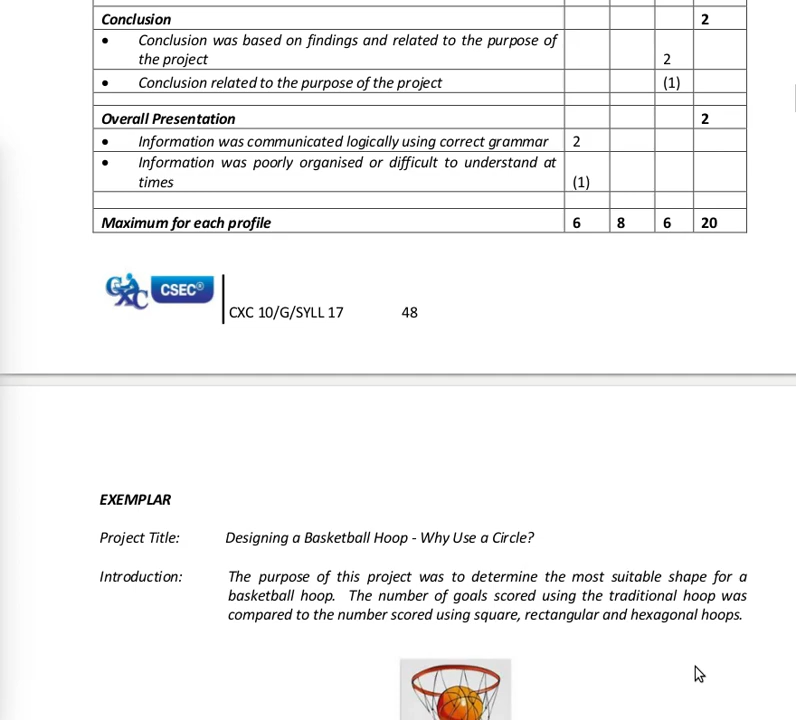 Conclusion 2
• Conclusion was based on findings and related to the purpose of
the project 2
• Conclusion related to the purpose of the project (1)
Overall Presentation 2
• Information was communicated logically using correct grammar 2
• Information was poorly organised or difficult to understand at
times (1)
Maximum for each profile 6 8 6 20
CXC CSEC®
CXC 10/G/SYLL 17 48
EXEMPLAR
Project Title: Designing a Basketball Hoop - Why Use a Circle?
Introduction: The purpose of this project was to determine the most suitable shape for a
basketball hoop. The number of goals scored using the traditional hoop was
compared to the number scored using square, rectangular and hexagonal hoops.